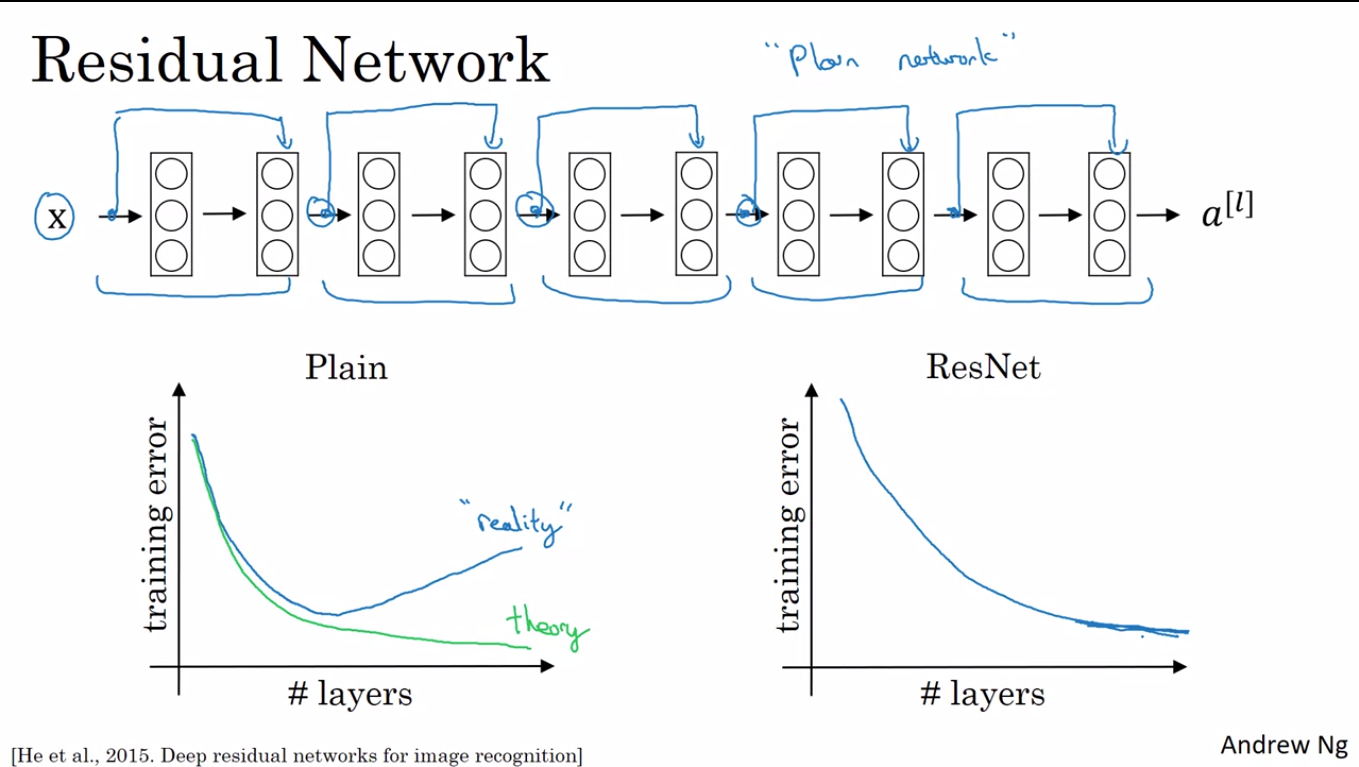 Residual Network
"Plain network"
x
a[l]
Plain
ResNet
training error
"reality"
theory
# layers
training error
# layers
[He et al., 2015. Deep residual networks for image recognition]
Andrew Ng